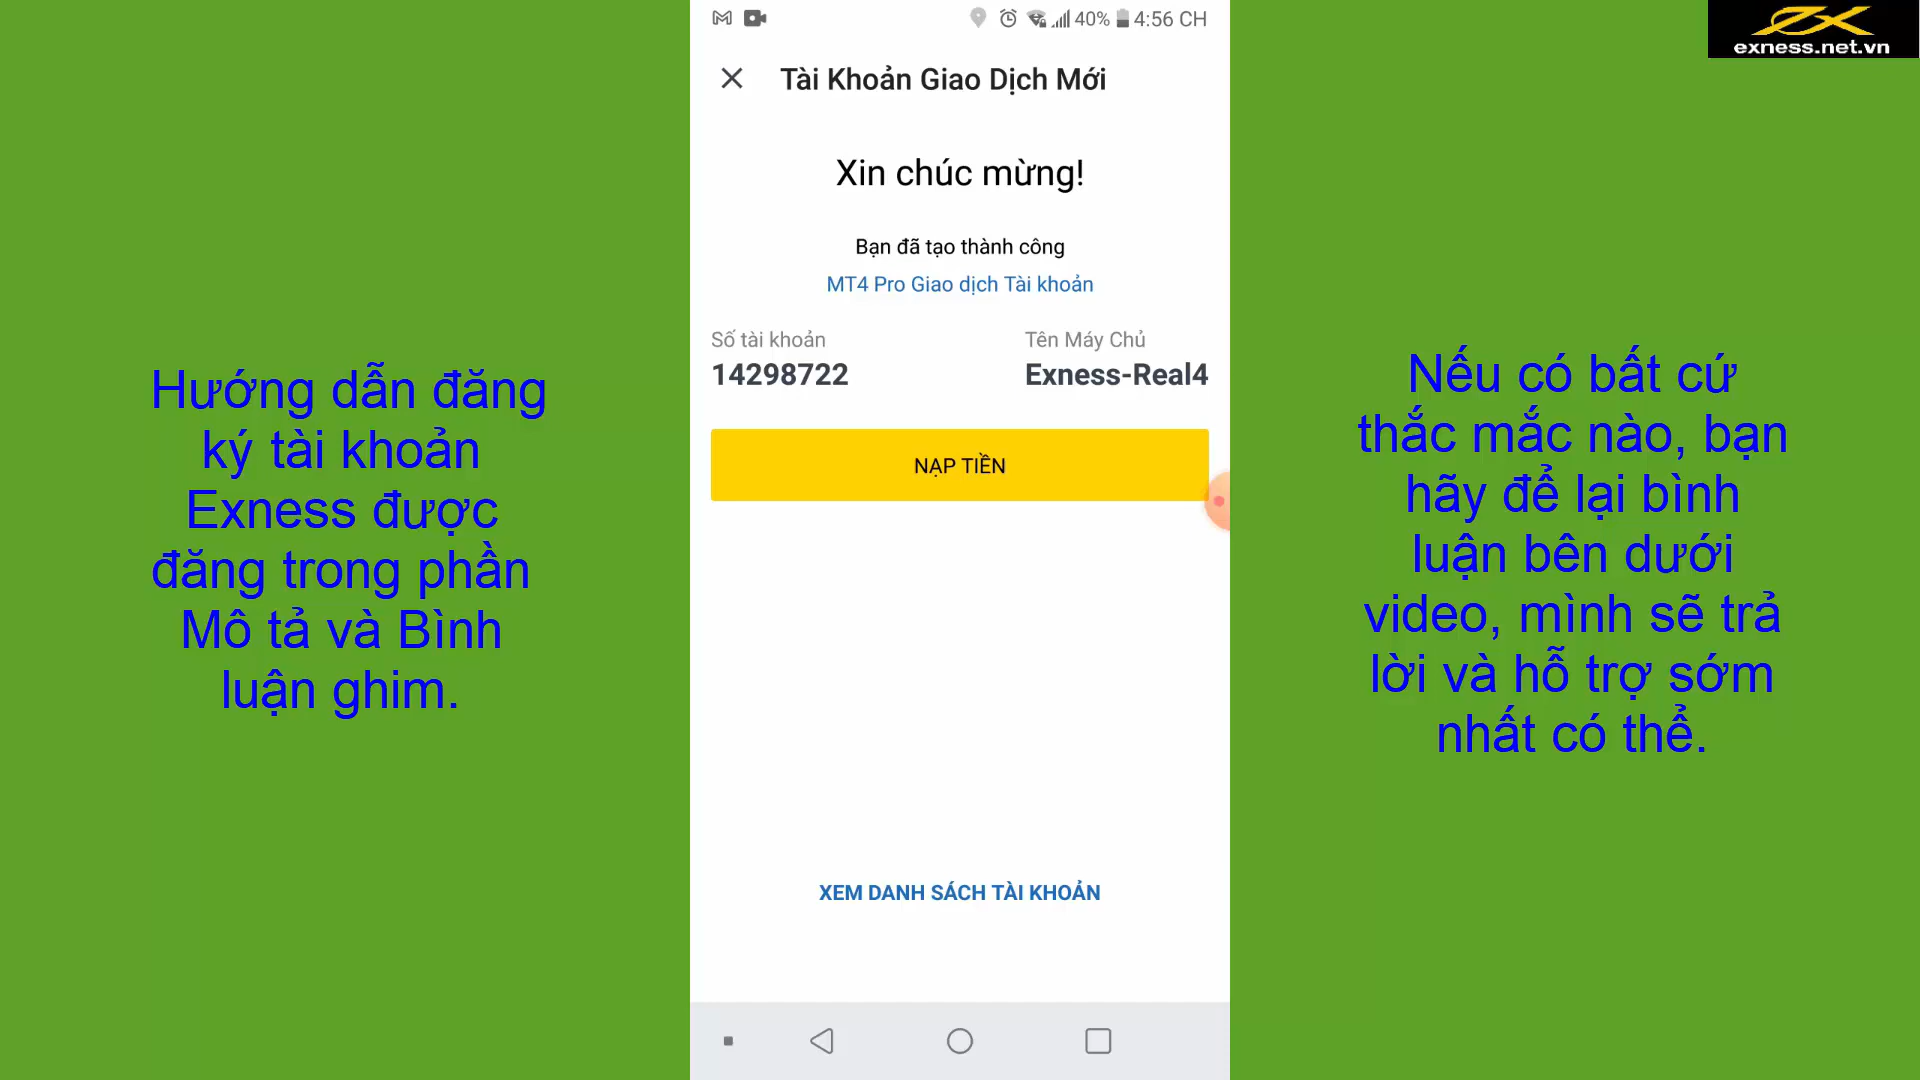 40% 4:56 CH
exness.net.vn
Tài Khoản Giao Dịch Mới
Xin chúc mừng!
Bạn đã tạo thành công
MT4 Pro Giao dịch Tài khoản
Số tài khoản
14298722
Tên Máy Chủ
Exness-Real4
NẠP TIỀN
XEM DANH SÁCH TÀI KHOẢN
Hướng dẫn đăng
ký tài khoản
Exness được
đăng trong phần
Mô tả và Bình
luận ghim.
Nếu có bất cứ
thắc mắc nào, bạn
hãy để lại bình
luận bên dưới
video, mình sẽ trả
lời và hỗ trợ sớm
nhất có thể.